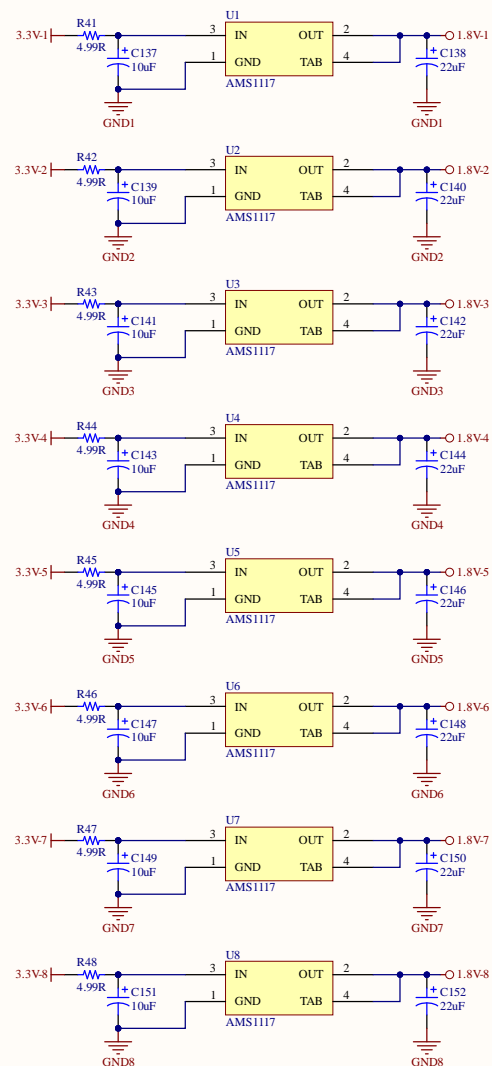 U1
R41
3.3V-1 3 IN OUT 2 1.8V-1
4.99R + C137 + C138
10uF 1 GND TAB 4 22uF
AMS1117
GND1 GND1
U2
R42
3.3V-2 3 IN OUT 2 1.8V-2
4.99R + C139 + C140
10uF 1 GND TAB 4 22uF
AMS1117
GND2 GND2
U3
R43
3.3V-3 3 IN OUT 2 1.8V-3
4.99R + C141 + C142
10uF 1 GND TAB 4 22uF
AMS1117
GND3 GND3
U4
R44
3.3V-4 3 IN OUT 2 1.8V-4
4.99R + C143 + C144
10uF 1 GND TAB 4 22uF
AMS1117
GND4 GND4
U5
R45
3.3V-5 3 IN OUT 2 1.8V-5
4.99R + C145 + C146
10uF 1 GND TAB 4 22uF
AMS1117
GND5 GND5
U6
R46
3.3V-6 3 IN OUT 2 1.8V-6
4.99R + C147 + C148
10uF 1 GND TAB 4 22uF
AMS1117
GND6 GND6
U7
R47
3.3V-7 3 IN OUT 2 1.8V-7
4.99R + C149 + C150
10uF 1 GND TAB 4 22uF
AMS1117
GND7 GND7
U8
R48
3.3V-8 3 IN OUT 2 1.8V-8
4.99R + C151 + C152
10uF 1 GND TAB 4 22uF
AMS1117
GND8 GND8